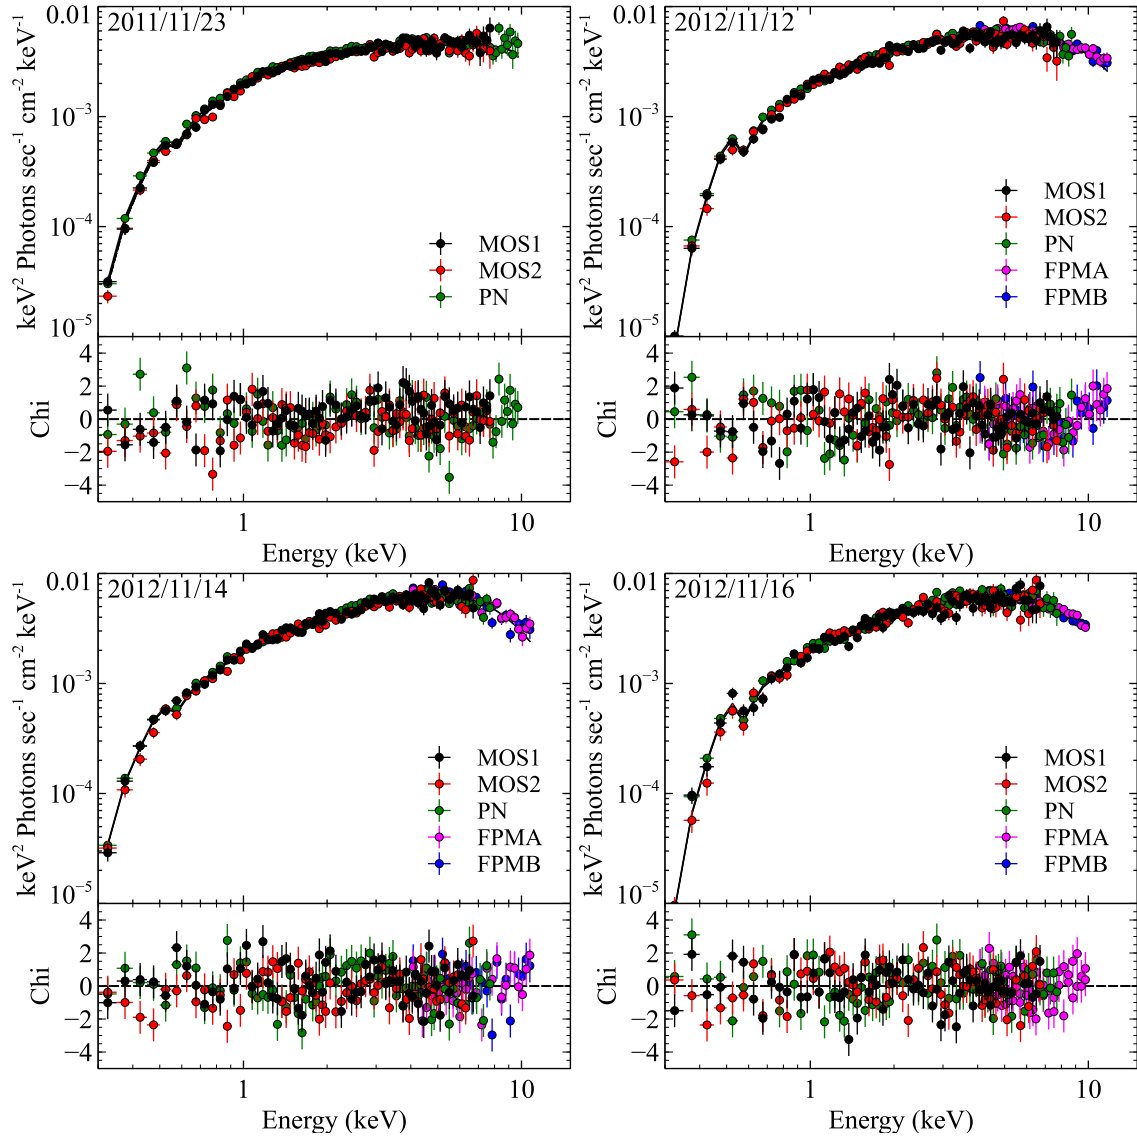 2011/11/23
0.01
10⁻³
10⁻⁴
10⁻⁵
keV² Photons sec⁻¹ cm⁻² keV⁻¹
MOS1
MOS2
PN
4
2
0
−2
−4
Chi
1
10
Energy (keV)
2012/11/12
0.01
10⁻³
10⁻⁴
10⁻⁵
keV² Photons sec⁻¹ cm⁻² keV⁻¹
MOS1
MOS2
PN
FPMA
FPMB
4
2
0
−2
−4
Chi
1
10
Energy (keV)
2012/11/14
0.01
10⁻³
10⁻⁴
10⁻⁵
keV² Photons sec⁻¹ cm⁻² keV⁻¹
MOS1
MOS2
PN
FPMA
FPMB
4
2
0
−2
−4
Chi
1
10
Energy (keV)
2012/11/16
0.01
10⁻³
10⁻⁴
10⁻⁵
keV² Photons sec⁻¹ cm⁻² keV⁻¹
MOS1
MOS2
PN
FPMA
FPMB
4
2
0
−2
−4
Chi
1
10
Energy (keV)